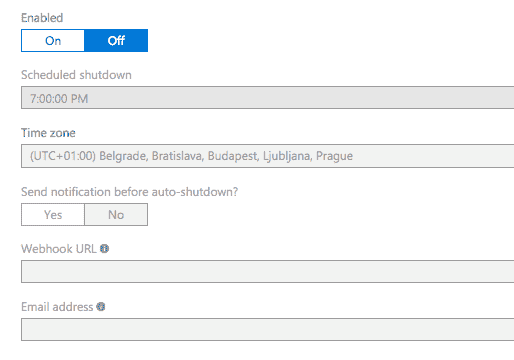 Enabled
On Off
Scheduled shutdown
7:00:00 PM
Time zone
(UTC+01:00) Belgrade, Bratislava, Budapest, Ljubljana, Prague
Send notification before auto-shutdown?
Yes No
Webhook URL
Email address